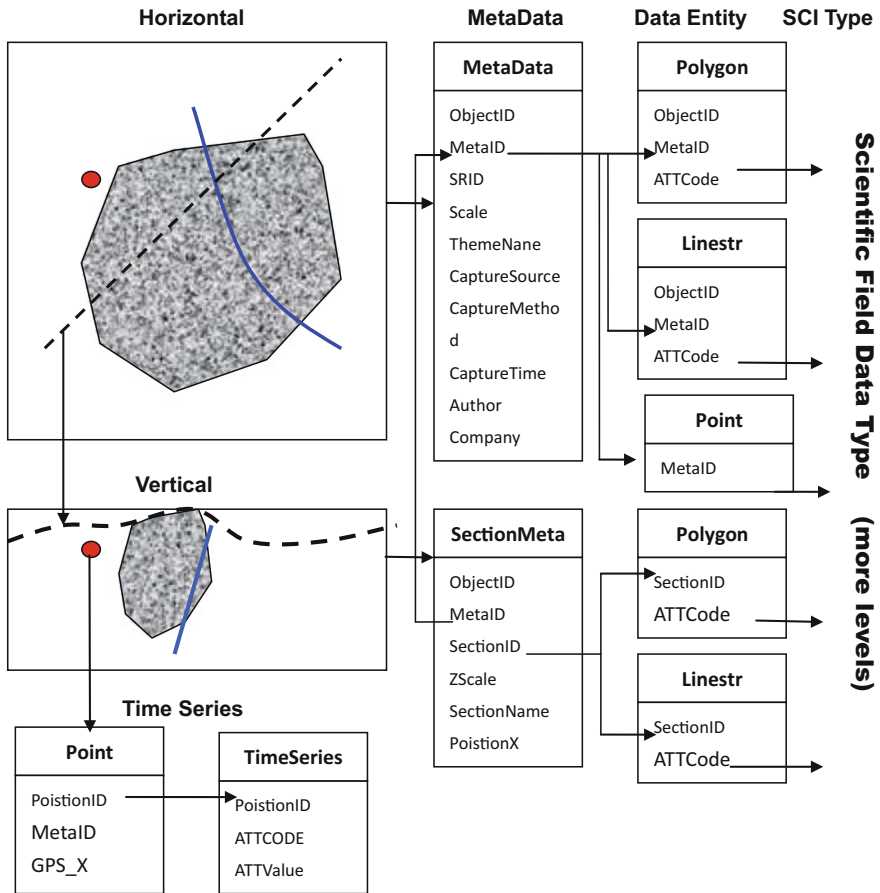 Horizontal
MetaData
Data Entity
SCI Type
MetaData
ObjectID
MetaID
SRID
Scale
ThemeNane
CaptureSource
CaptureMetho
d
CaptureTime
Author
Company
Polygon
ObjectID
MetaID
ATTCode
Linestr
ObjectID
MetaID
ATTCode
Point
MetaID
Scientific Field Data Type (more levels)
Vertical
SectionMeta
ObjectID
MetaID
SectionID
ZScale
SectionName
PoistionX
Polygon
SectionID
ATTCode
Linestr
SectionID
ATTCode
Time Series
Point
PoistionID
MetaID
GPS_X
TimeSeries
PoistionID
ATTCODE
ATTValue